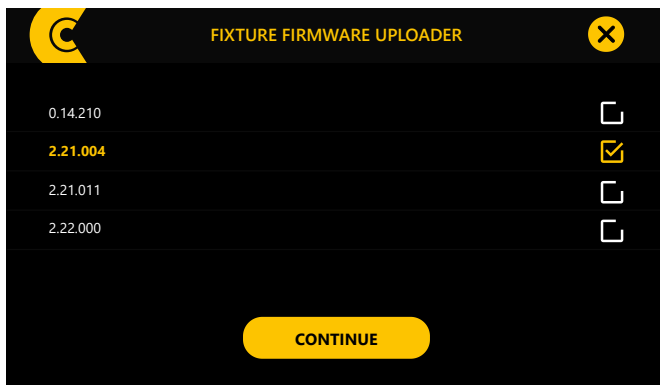 FIXTURE FIRMWARE UPLOADER
0.14.210
2.21.004
2.21.011
2.22.000
CONTINUE